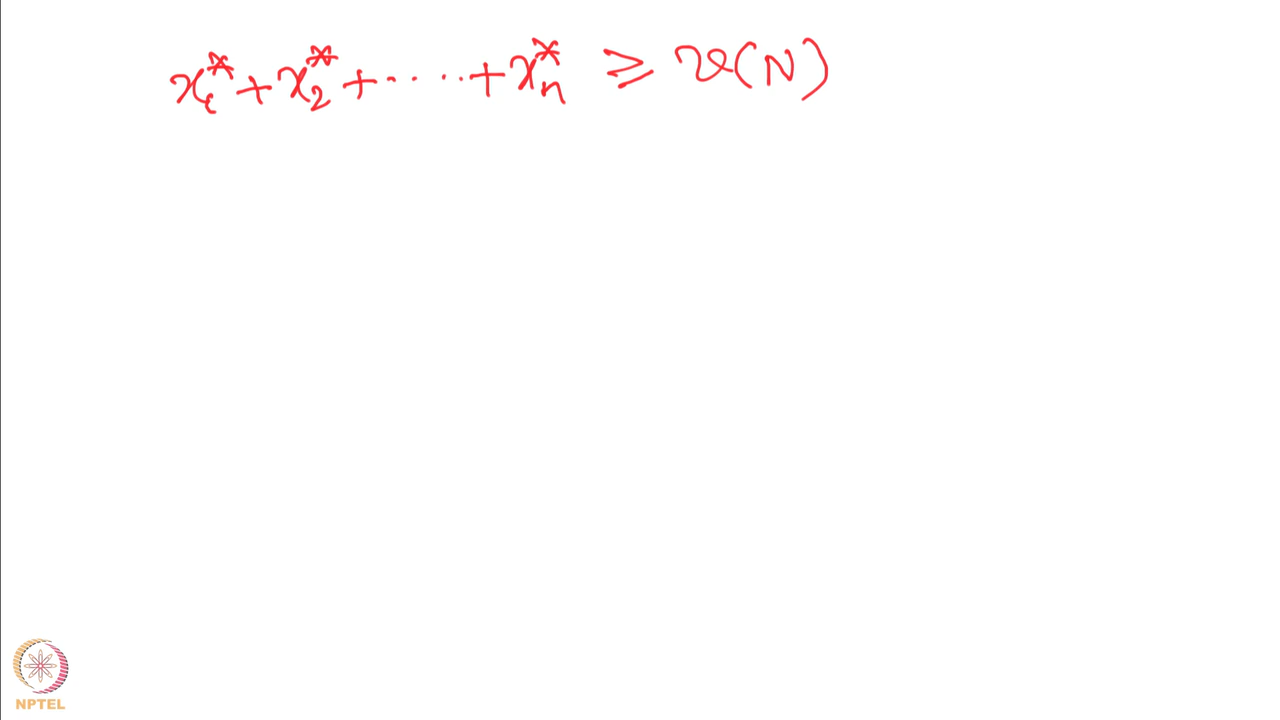 x₁* + x₂* + ····· + xₙ* ≥ v(N)
NPTEL